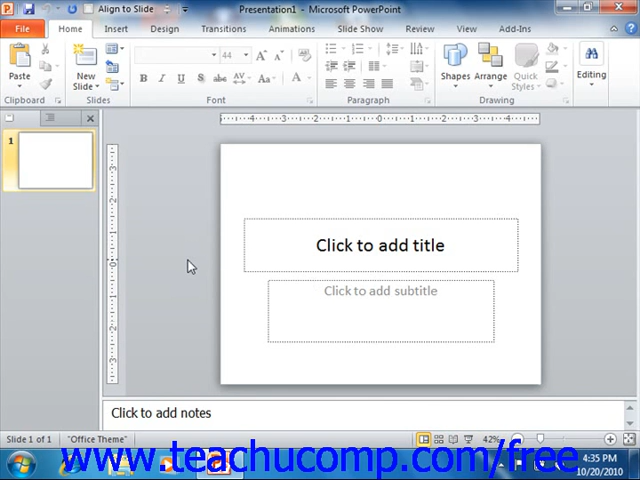 Align to Slide
Presentation1 - Microsoft PowerPoint
File Home Insert Design Transitions Animations Slide Show Review View Add-Ins
Paste
New
Slide
44
B I U S abc AV Aa A
Shapes
Arrange
Quick
Styles
Editing
Clipboard
Slides
Font
Paragraph
Drawing
1
Click to add title
Click to add subtitle
Click to add notes
Slide 1 of 1
"Office Theme"
42%
4:35 PM
10/20/2010
www.teachucomp.com/free